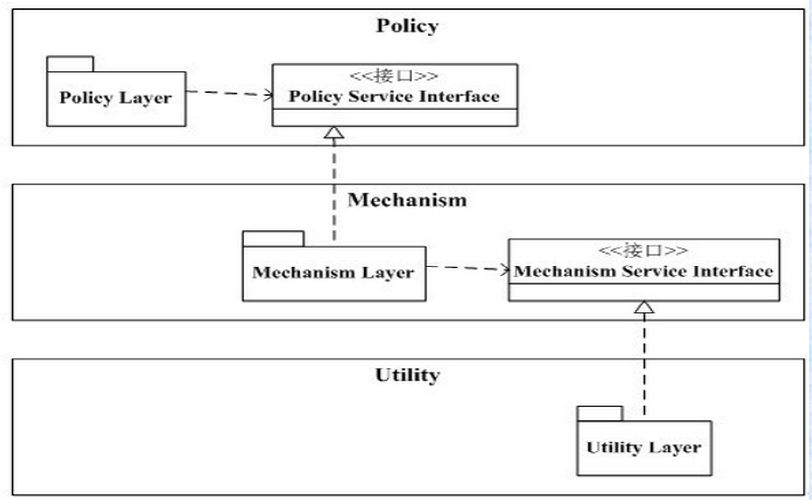 Policy
Policy Layer
<<接口>>
Policy Service Interface
Mechanism
Mechanism Layer
<<接口>>
Mechanism Service Interface
Utility
Utility Layer